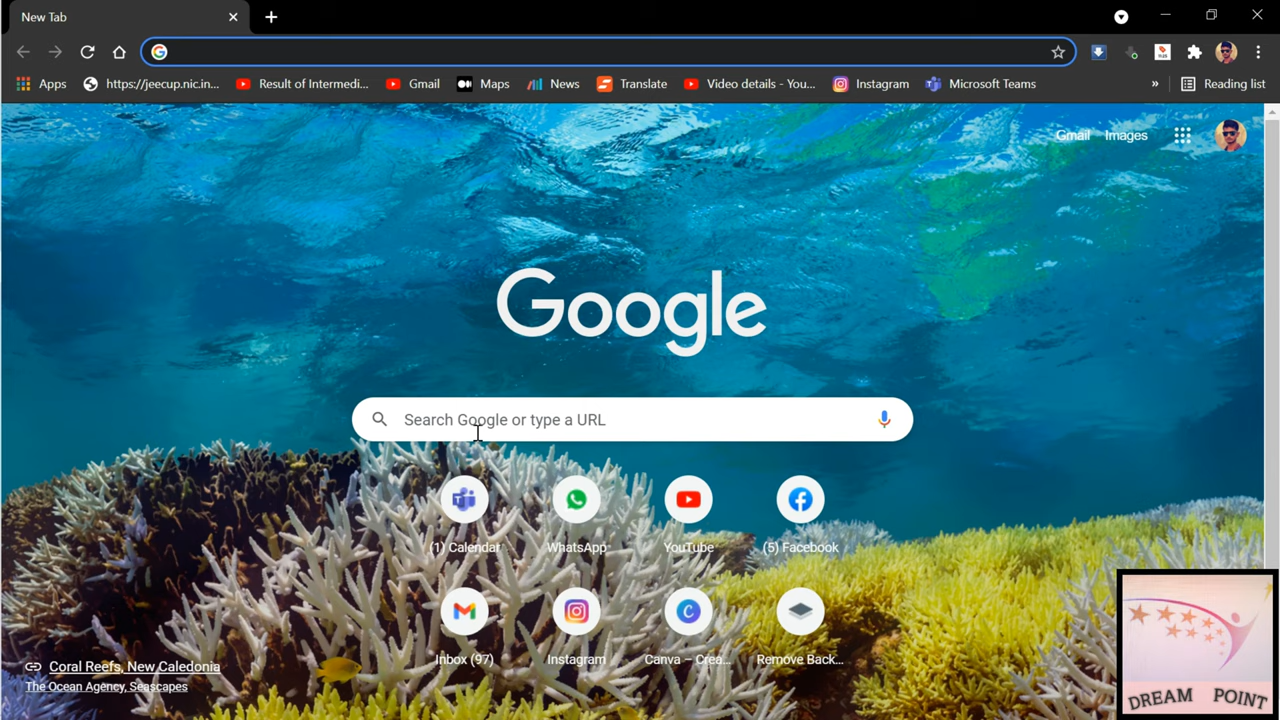 New Tab
Apps https://jeecup.nic.in... Result of Intermedi... Gmail Maps News Translate Video details - You... Instagram Microsoft Teams » Reading list
Gmail Images
Google
Search Google or type a URL
(1) Calendar WhatsApp YouTube (5) Facebook
Inbox (97) Instagram Canva – Crea... Remove Back...
Coral Reefs, New Caledonia
The Ocean Agency, Seascapes
DREAM POINT